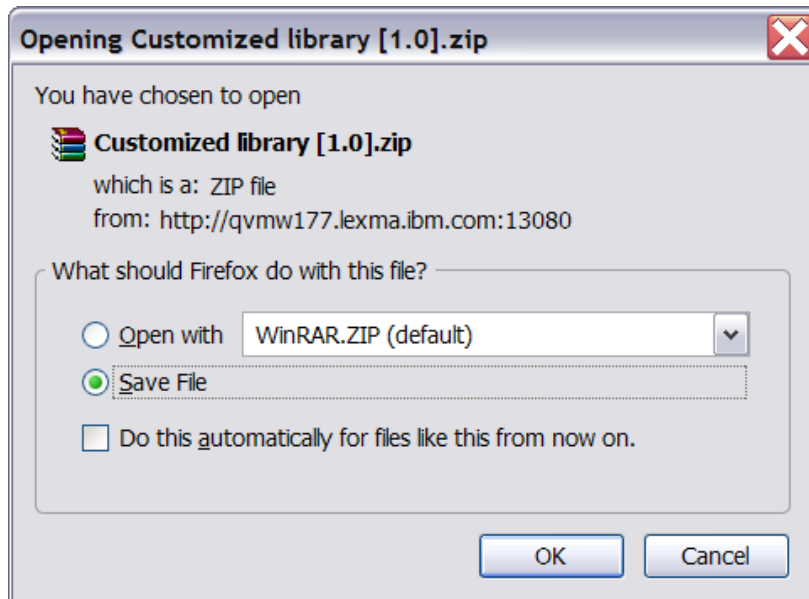 Opening Customized library [1.0].zip
You have chosen to open
Customized library [1.0].zip
which is a: ZIP file
from: http://qvmw177.lexma.ibm.com:13080
What should Firefox do with this file?
Open with WinRAR.ZIP (default)
Save File
Do this automatically for files like this from now on.
OK Cancel